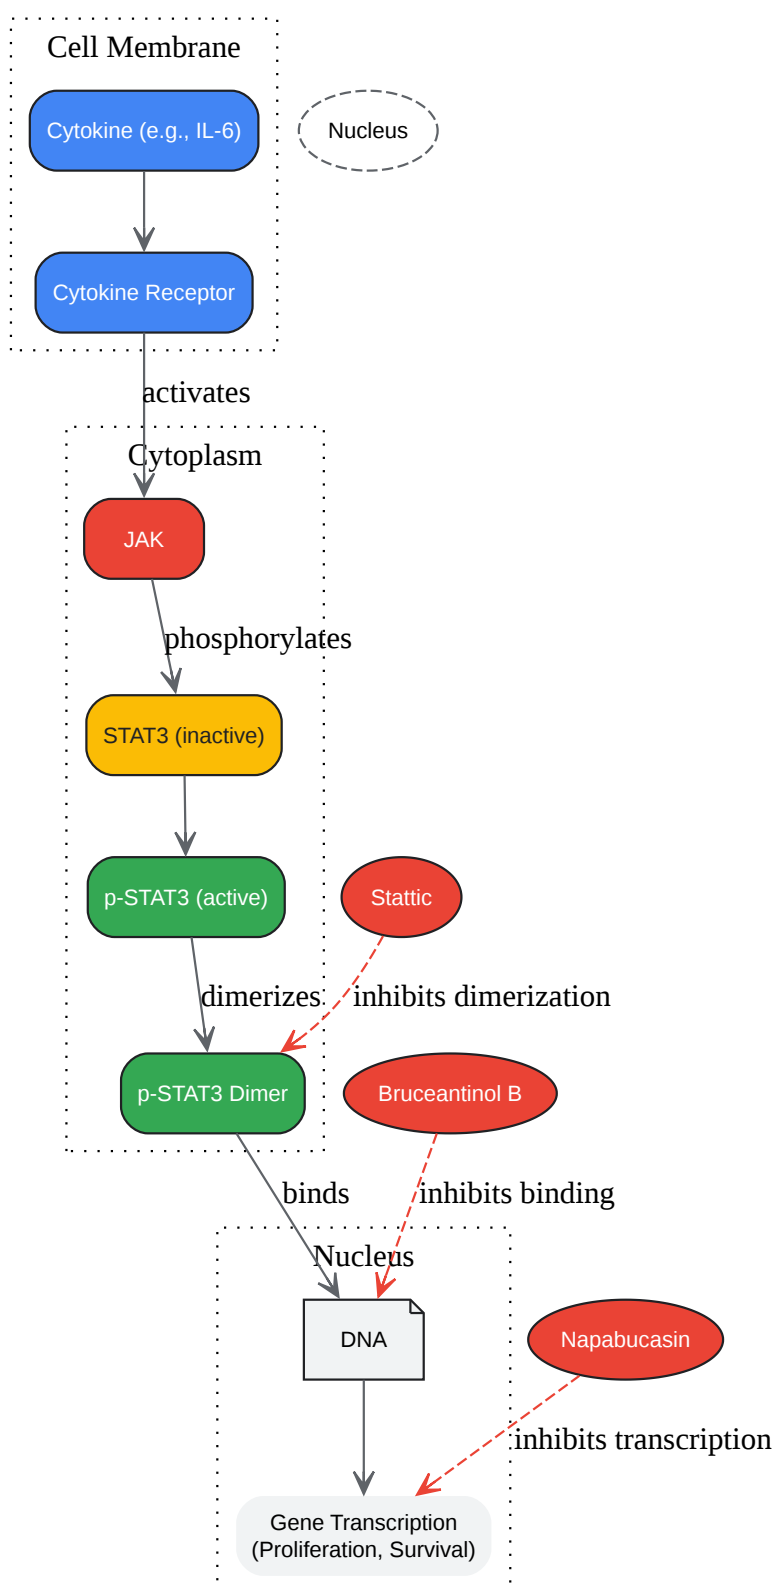 Cell Membrane
Cytokine (e.g., IL-6)
Nucleus
Cytokine Receptor
activates
Cytoplasm
JAK
phosphorylates
STAT3 (inactive)
p-STAT3 (active)
Stattic
dimerizes
inhibits dimerization
p-STAT3 Dimer
Bruceantinol B
binds
inhibits binding
Nucleus
DNA
Napabucasin
inhibits transcription
Gene Transcription
(Proliferation, Survival)